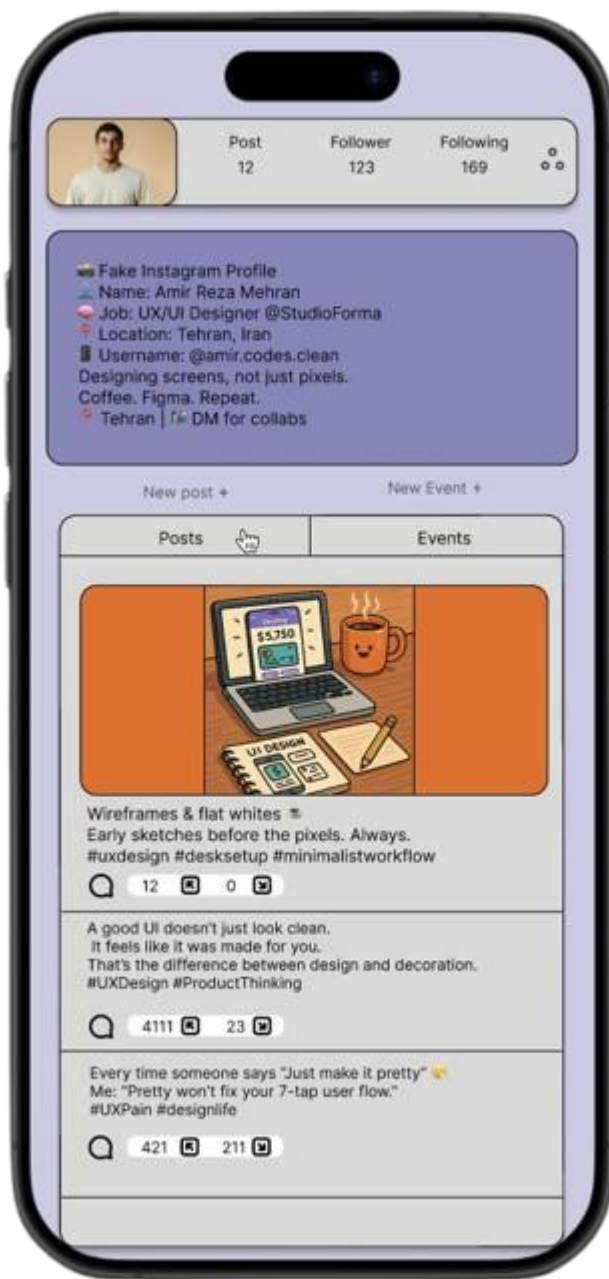 Post Follower Following
12 123 169
📸 Fake Instagram Profile
👤 Name: Amir Reza Mehran
🧠 Job: UX/UI Designer @StudioForma
📍 Location: Tehran, Iran
📱 Username: @amir.codes.clean
Designing screens, not just pixels.
Coffee. Figma. Repeat.
📍 Tehran | DM for collabs
New post + New Event +
Posts Events
$5,750
UI DESIGN
Wireframes & flat whites ☕
Early sketches before the pixels. Always.
#uxdesign #desksetup #minimalistworkflow
12 0
A good UI doesn't just look clean.
It feels like it was made for you.
That's the difference between design and decoration.
#UXDesign #ProductThinking
4111 23
Every time someone says "Just make it pretty"
Me: "Pretty won't fix your 7-tap user flow."
#UXPain #designlife
421 211